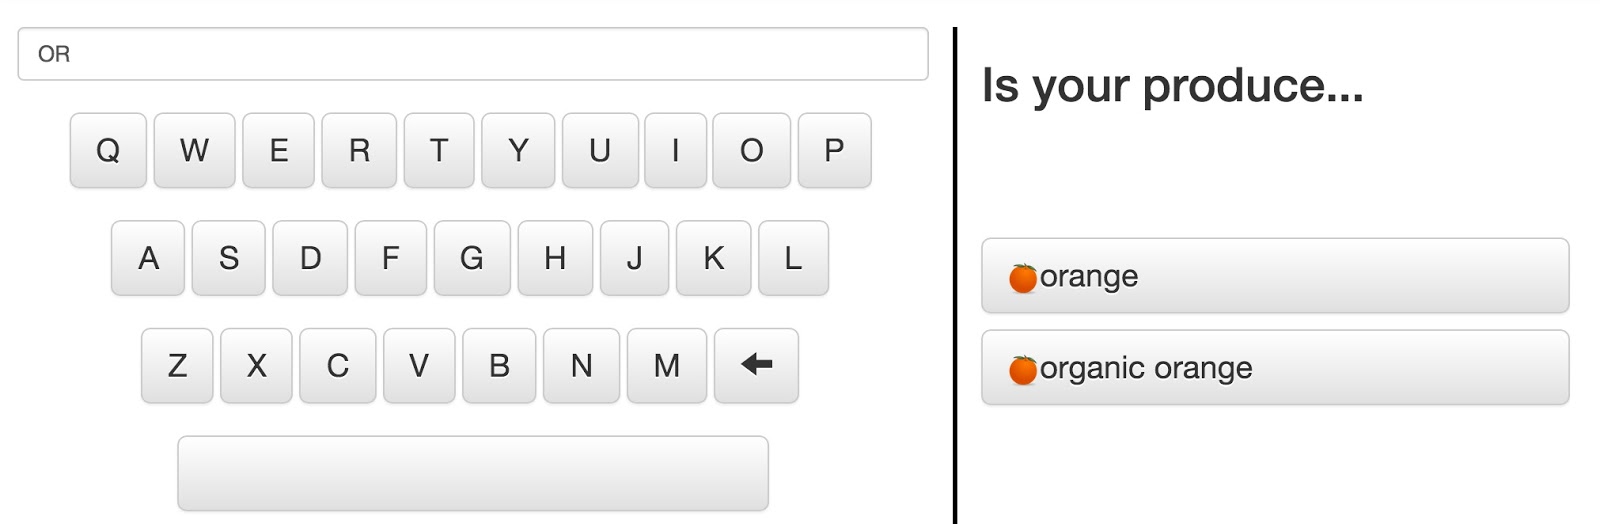 OR
Q W E R T Y U I O P
A S D F G H J K L
Z X C V B N M
Is your produce...
orange
organic orange